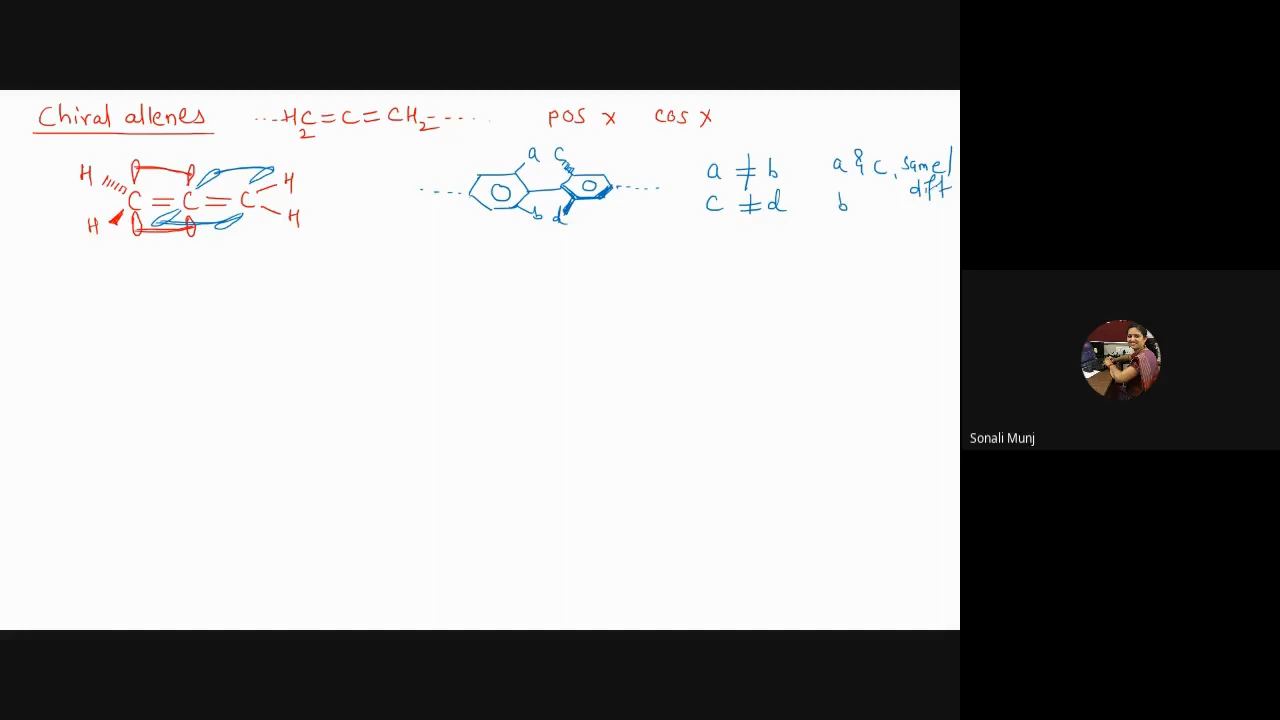 Chiral allenes ...H₂C=C=CH₂-.... POS x COS x
H H C = C = C H H
a c b d
a ≠ b a & c, same/diff
c ≠ d b
Sonali Munj